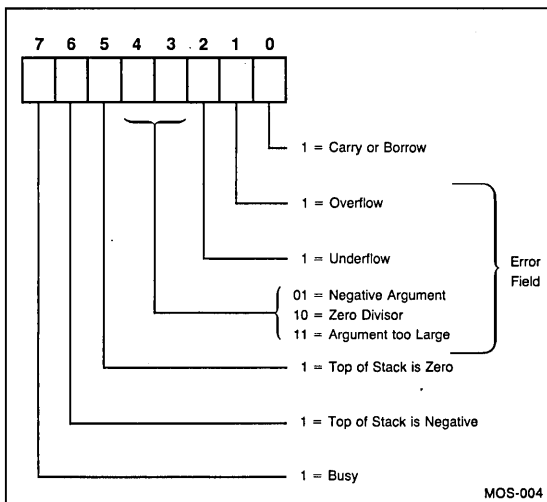 7 6 5 4 3 2 1 0
1 = Carry or Borrow
1 = Overflow
1 = Underflow
01 = Negative Argument
10 = Zero Divisor
11 = Argument too Large
Error
Field
1 = Top of Stack is Zero
1 = Top of Stack is Negative
1 = Busy
MOS-004